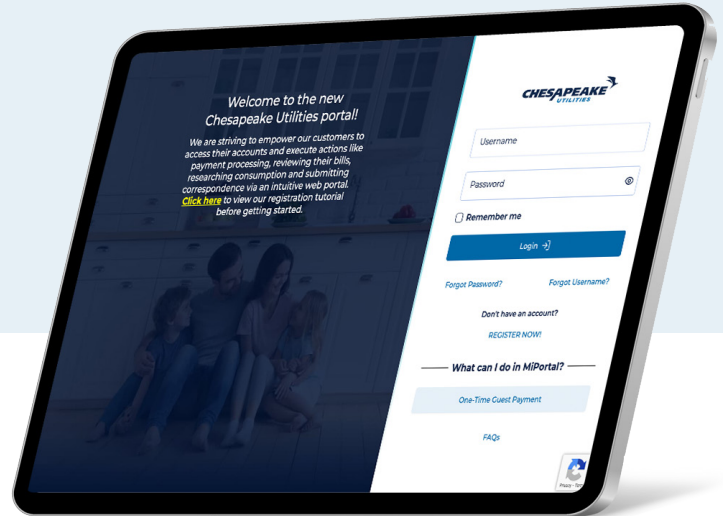 Welcome to the new
Chesapeake Utilities portal!
We are striving to empower our customers to
access their accounts and execute actions like
payment processing, reviewing their bills,
researching consumption and submitting
correspondence via an intuitive web portal.
Click here to view our registration tutorial
before getting started.
CHESAPEAKE
UTILITIES
Username
Password
Remember me
Login
Forgot Password? Forgot Username?
Don't have an account?
REGISTER NOW!
What can I do in MiPortal?
One-Time Guest Payment
FAQs
Privacy -